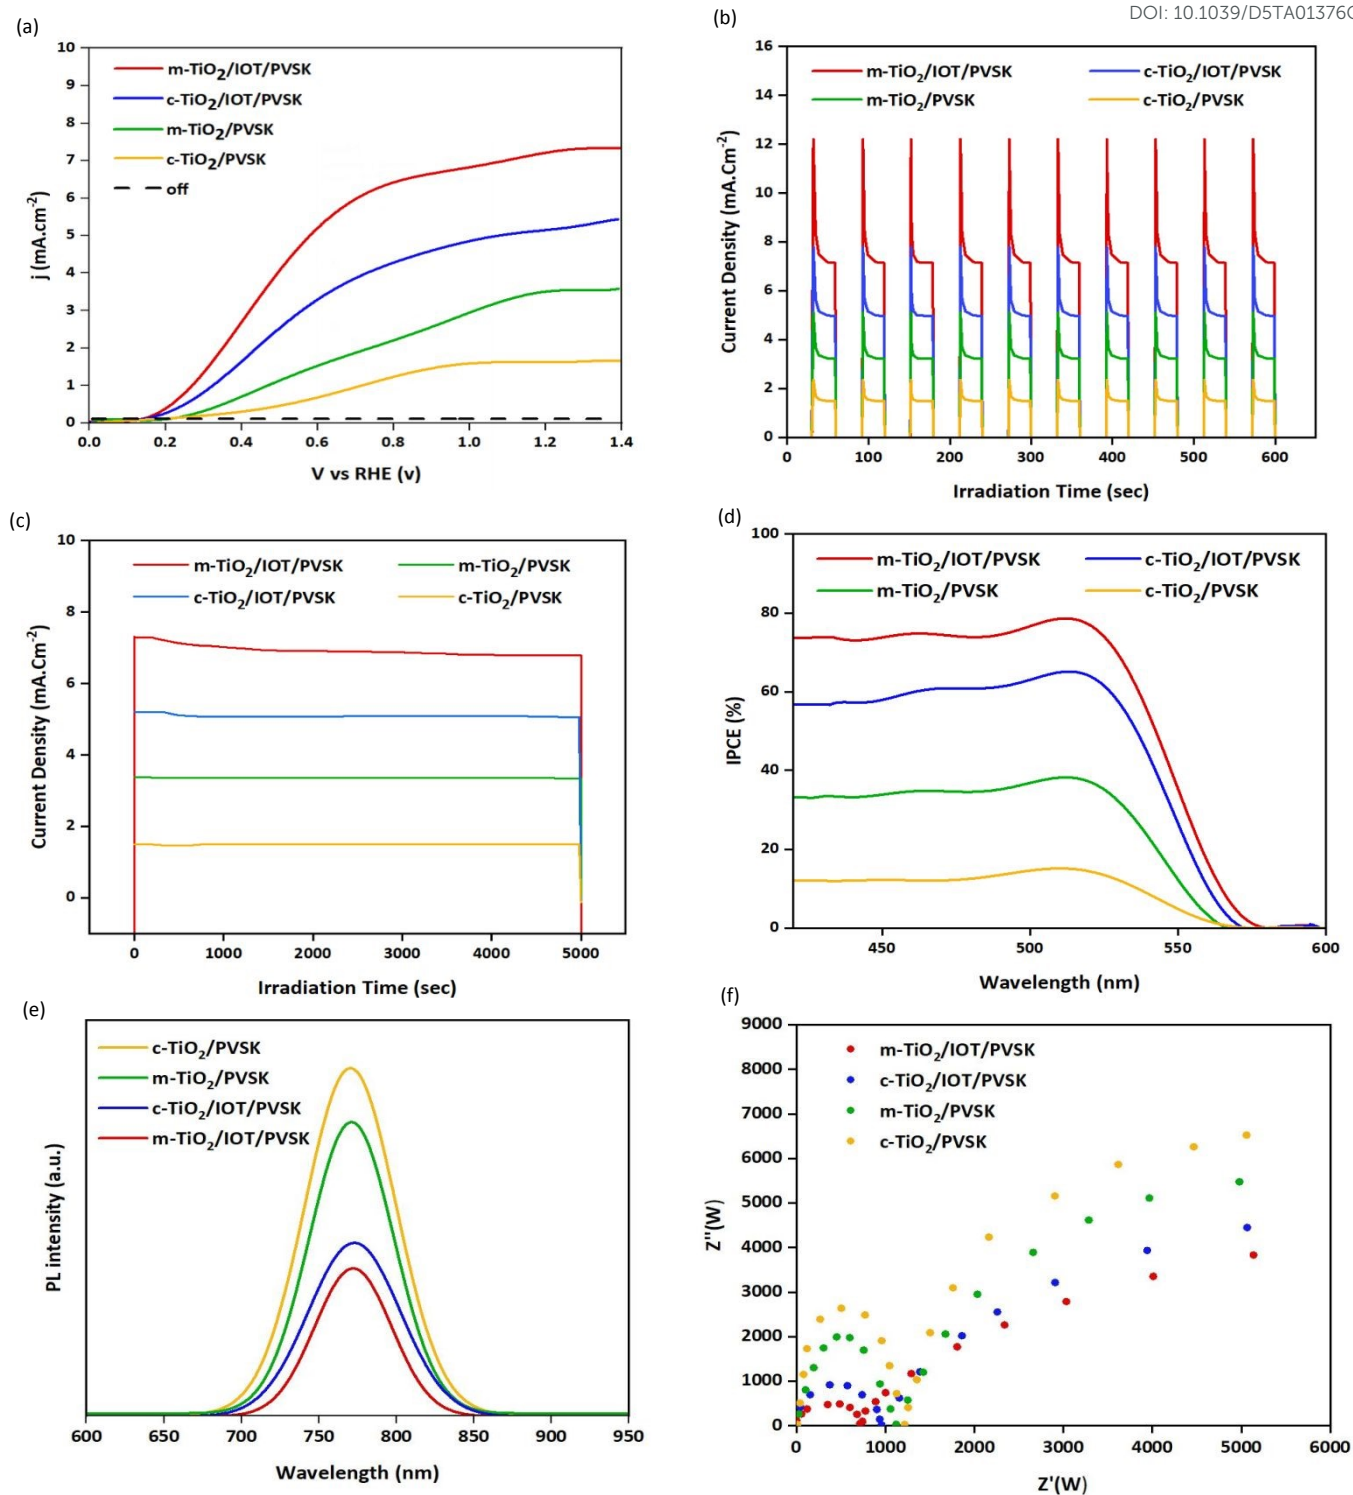 DOI: 10.1039/D5TA01376
(a)
10
9
8
7
6
5
4
3
2
1
0
j (mA.cm⁻²)
m-TiO₂/IOT/PVSK
c-TiO₂/IOT/PVSK
m-TiO₂/PVSK
c-TiO₂/PVSK
off
0.0 0.2 0.4 0.6 0.8 1.0 1.2 1.4
V vs RHE (v)
(b)
16
14
12
10
8
6
4
2
0
Current Density (mA.Cm⁻²)
m-TiO₂/IOT/PVSK c-TiO₂/IOT/PVSK
m-TiO₂/PVSK c-TiO₂/PVSK
0 100 200 300 400 500 600
Irradiation Time (sec)
(c)
10
8
6
4
2
0
Current Density (mA.Cm⁻²)
m-TiO₂/IOT/PVSK m-TiO₂/PVSK
c-TiO₂/IOT/PVSK c-TiO₂/PVSK
0 1000 2000 3000 4000 5000
Irradiation Time (sec)
(d)
100
80
60
40
20
0
IPCE (%)
m-TiO₂/IOT/PVSK c-TiO₂/IOT/PVSK
m-TiO₂/PVSK c-TiO₂/PVSK
450 500 550 600
Wavelength (nm)
(e)
PL intensity (a.u.)
c-TiO₂/PVSK
m-TiO₂/PVSK
c-TiO₂/IOT/PVSK
m-TiO₂/IOT/PVSK
600 650 700 750 800 850 900 950
Wavelength (nm)
(f)
9000
8000
7000
6000
5000
4000
3000
2000
1000
0
Z"(W)
m-TiO₂/IOT/PVSK
c-TiO₂/IOT/PVSK
m-TiO₂/PVSK
c-TiO₂/PVSK
0 1000 2000 3000 4000 5000 6000
Z'(W)